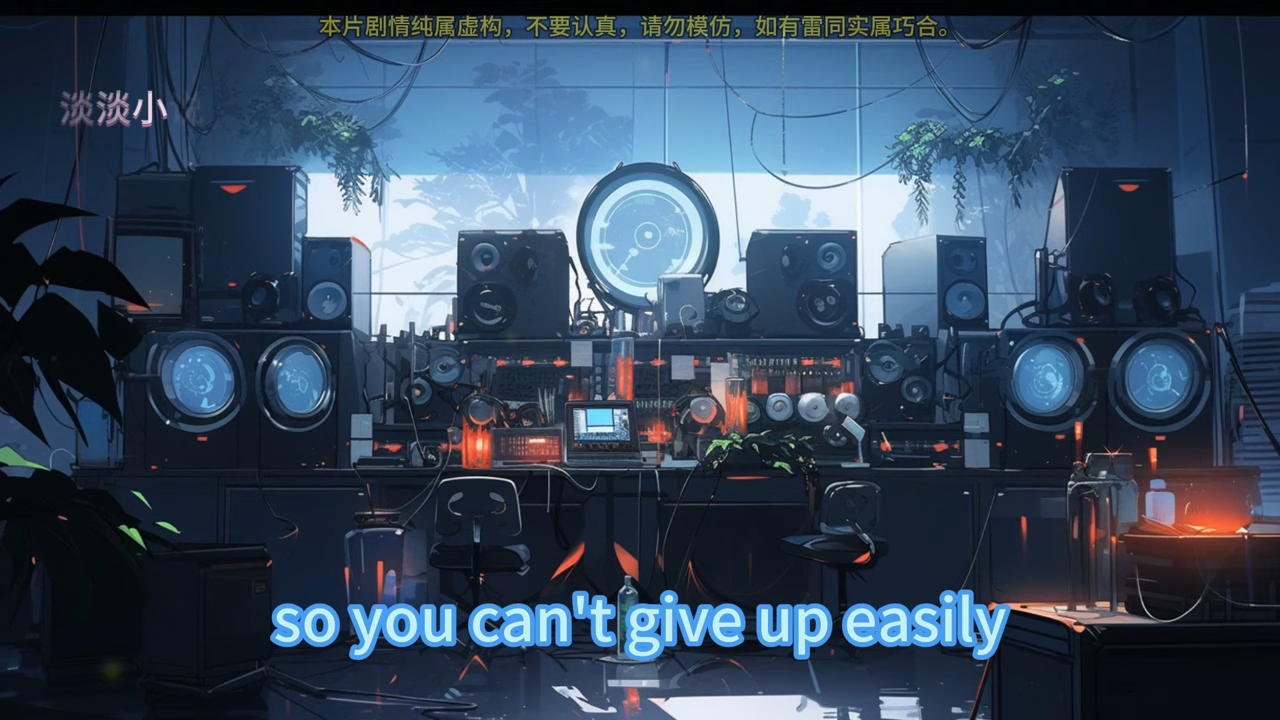 本片剧情纯属虚构，不要认真，请勿模仿，如有雷同实属巧合。
淡淡小
so you can't give up easily